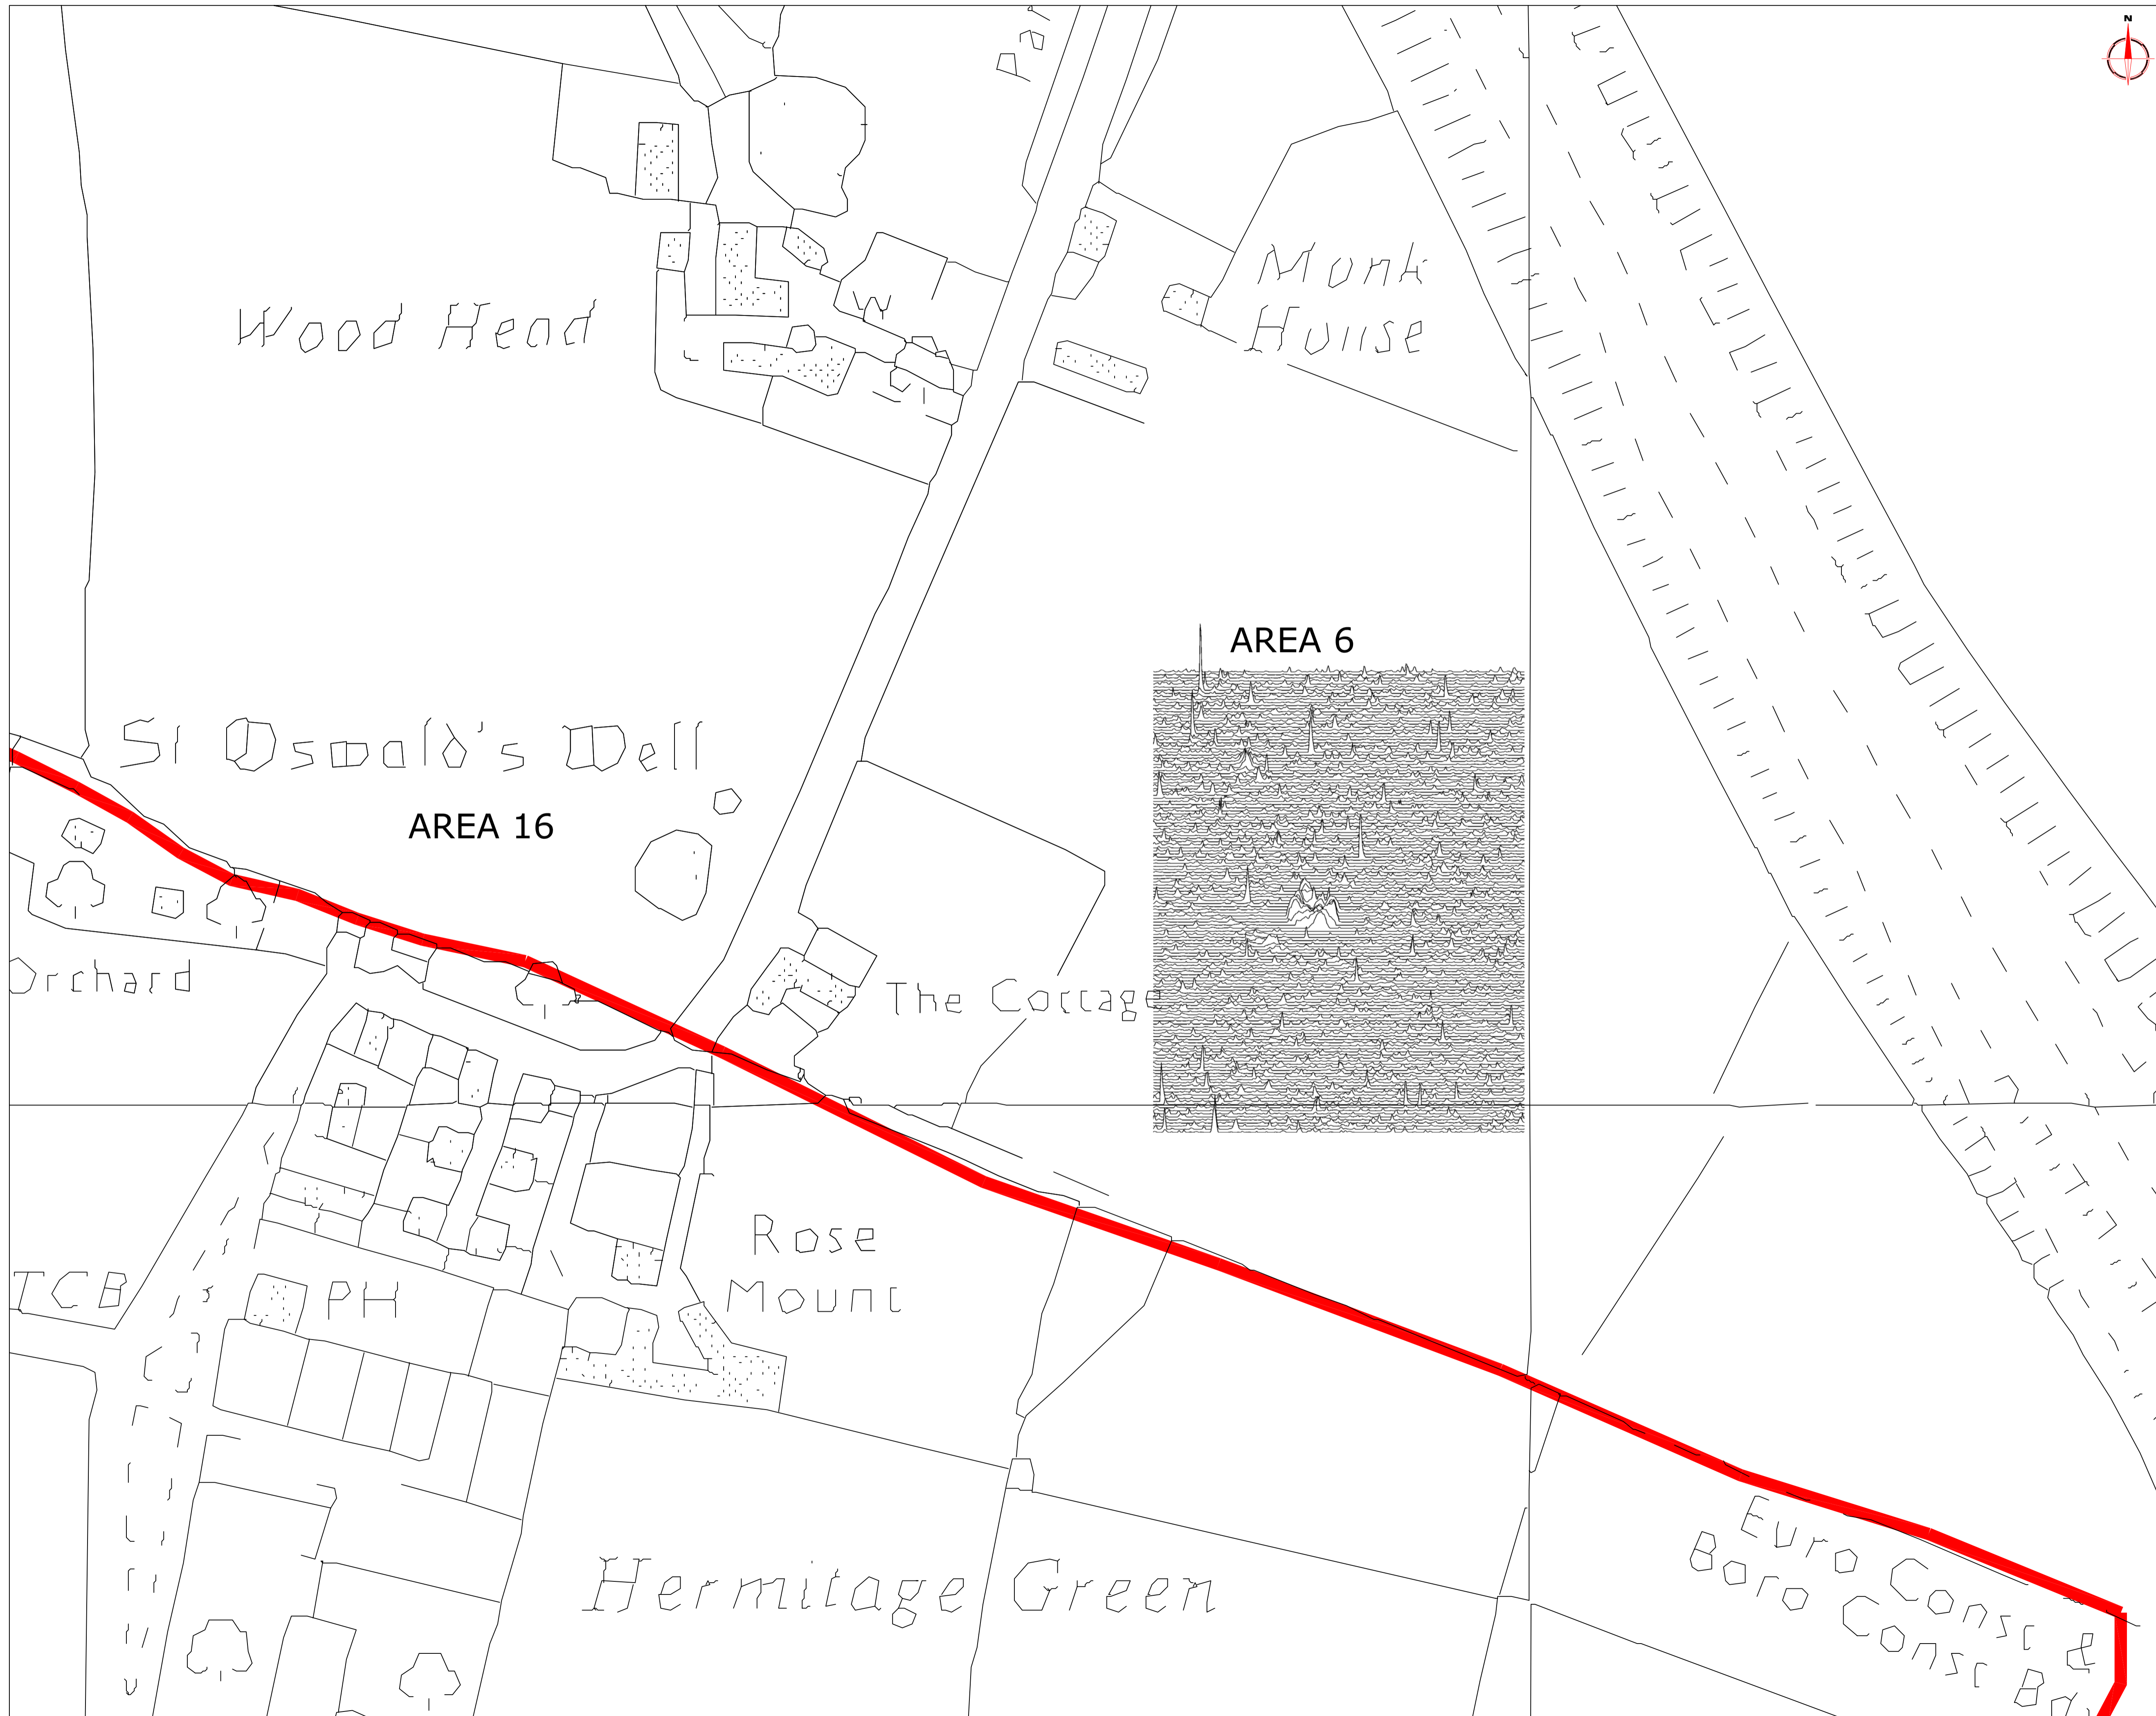 N
Wood Head
Monk
House
AREA 6
St Oswald's Well
AREA 16
Orchard
The Cottage
Rose
Mount
TCB
PH
Hermitage Green
Euro Const &
Boro Const Bdy